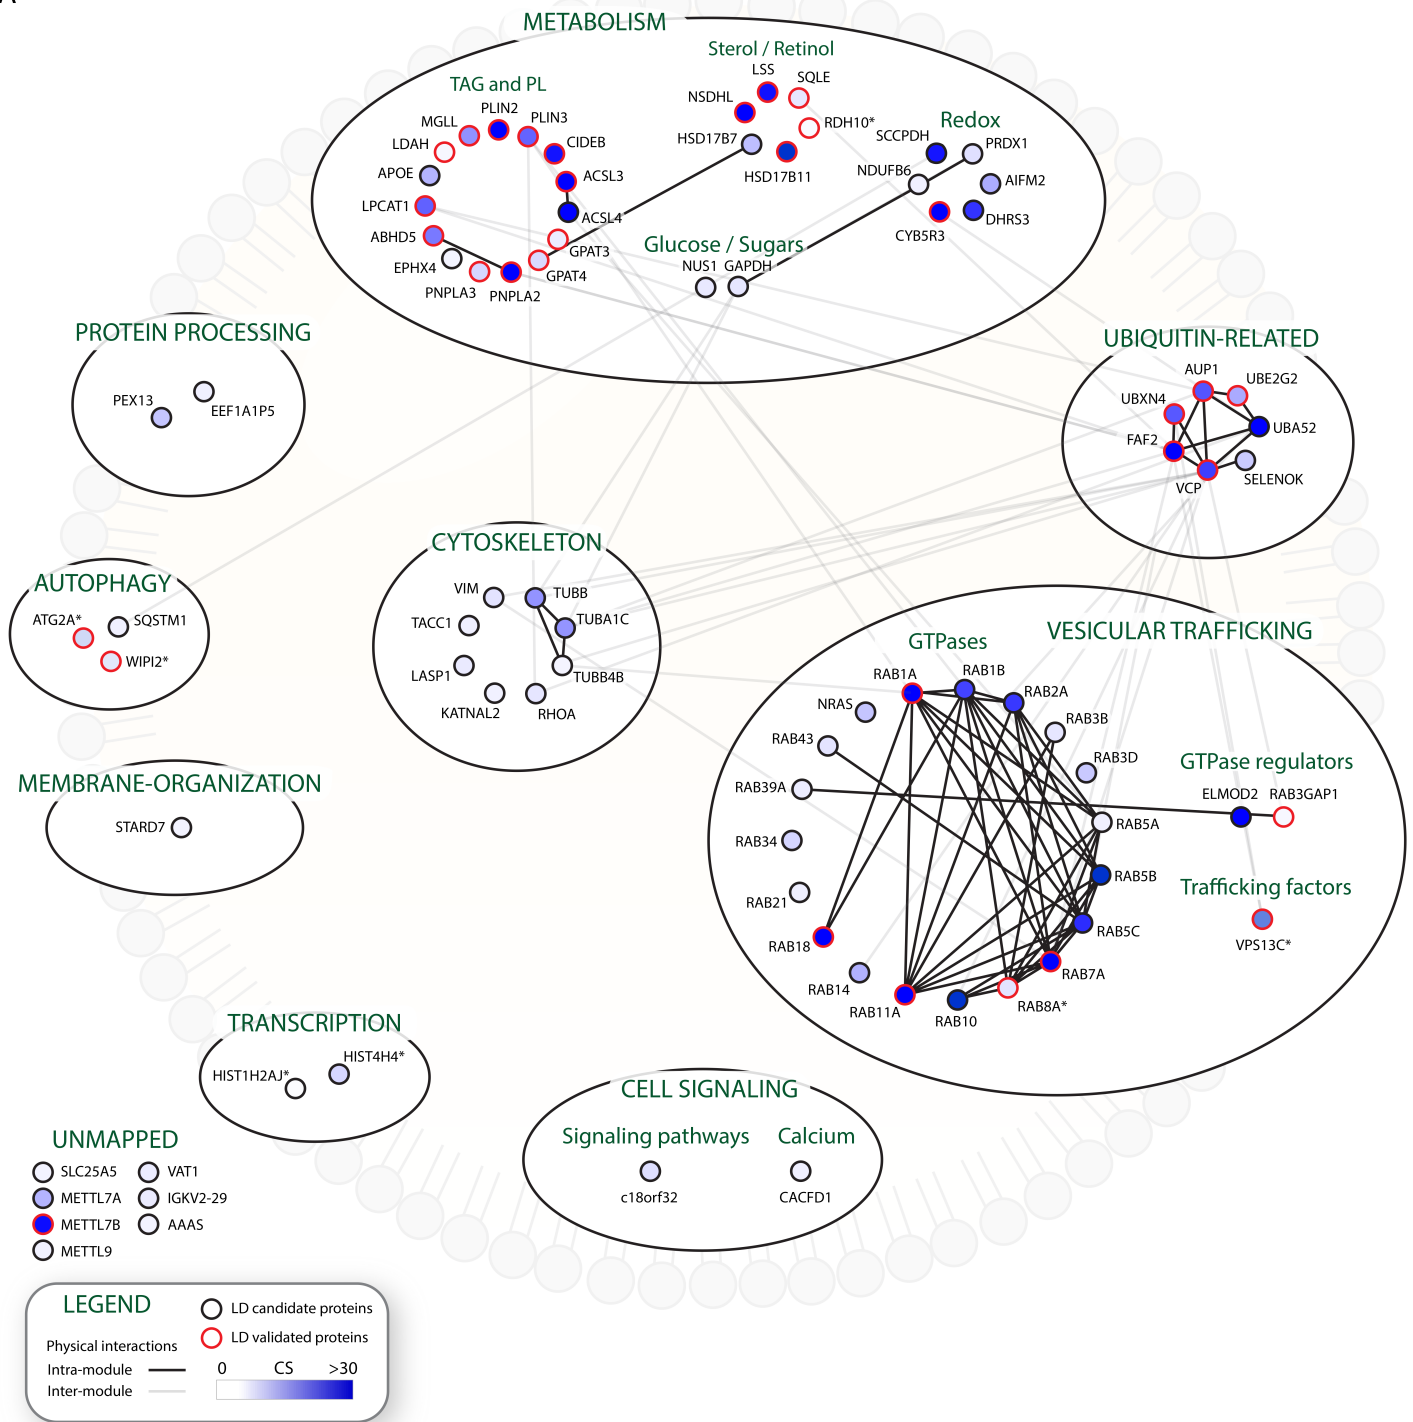 METABOLISM
TAG and PL
PLIN2
PLIN3
MGLL
CIDEB
LDAH
APOE
ACSL3
LPCAT1
ACSL4
ABHD5
GPAT3
EPHX4
GPAT4
PNPLA3
PNPLA2
Sterol / Retinol
LSS
SQLE
NSDHL
RDH10*
HSD17B7
HSD17B11
Redox
SCCPDH
PRDX1
NDUFB6
AIFM2
DHRS3
CYB5R3
Glucose / Sugars
NUS1
GAPDH
PROTEIN PROCESSING
PEX13
EEF1A1P5
UBIQUITIN-RELATED
AUP1
UBE2G2
UBXN4
UBA52
FAF2
VCP
SELENOK
AUTOPHAGY
ATG2A*
SQSTM1
WIPI2*
CYTOSKELETON
VIM
TUBB
TACC1
TUBA1C
LASP1
TUBB4B
KATNAL2
RHOA
VESICULAR TRAFFICKING
GTPases
RAB1A
RAB1B
RAB2A
NRAS
RAB3B
RAB43
RAB3D
RAB39A
RAB5A
RAB34
RAB5B
RAB21
RAB5C
RAB18
RAB7A
RAB14
RAB11A
RAB10
RAB8A*
GTPase regulators
ELMOD2
RAB3GAP1
Trafficking factors
VPS13C*
MEMBRANE-ORGANIZATION
STARD7
TRANSCRIPTION
HIST4H4*
HIST1H2AJ*
CELL SIGNALING
Signaling pathways
Calcium
c18orf32
CACFD1
UNMAPPED
SLC25A5
VAT1
METTL7A
IGKV2-29
METTL7B
AAAS
METTL9
LEGEND
LD candidate proteins
LD validated proteins
Physical interactions
Intra-module
Inter-module
0 CS >30